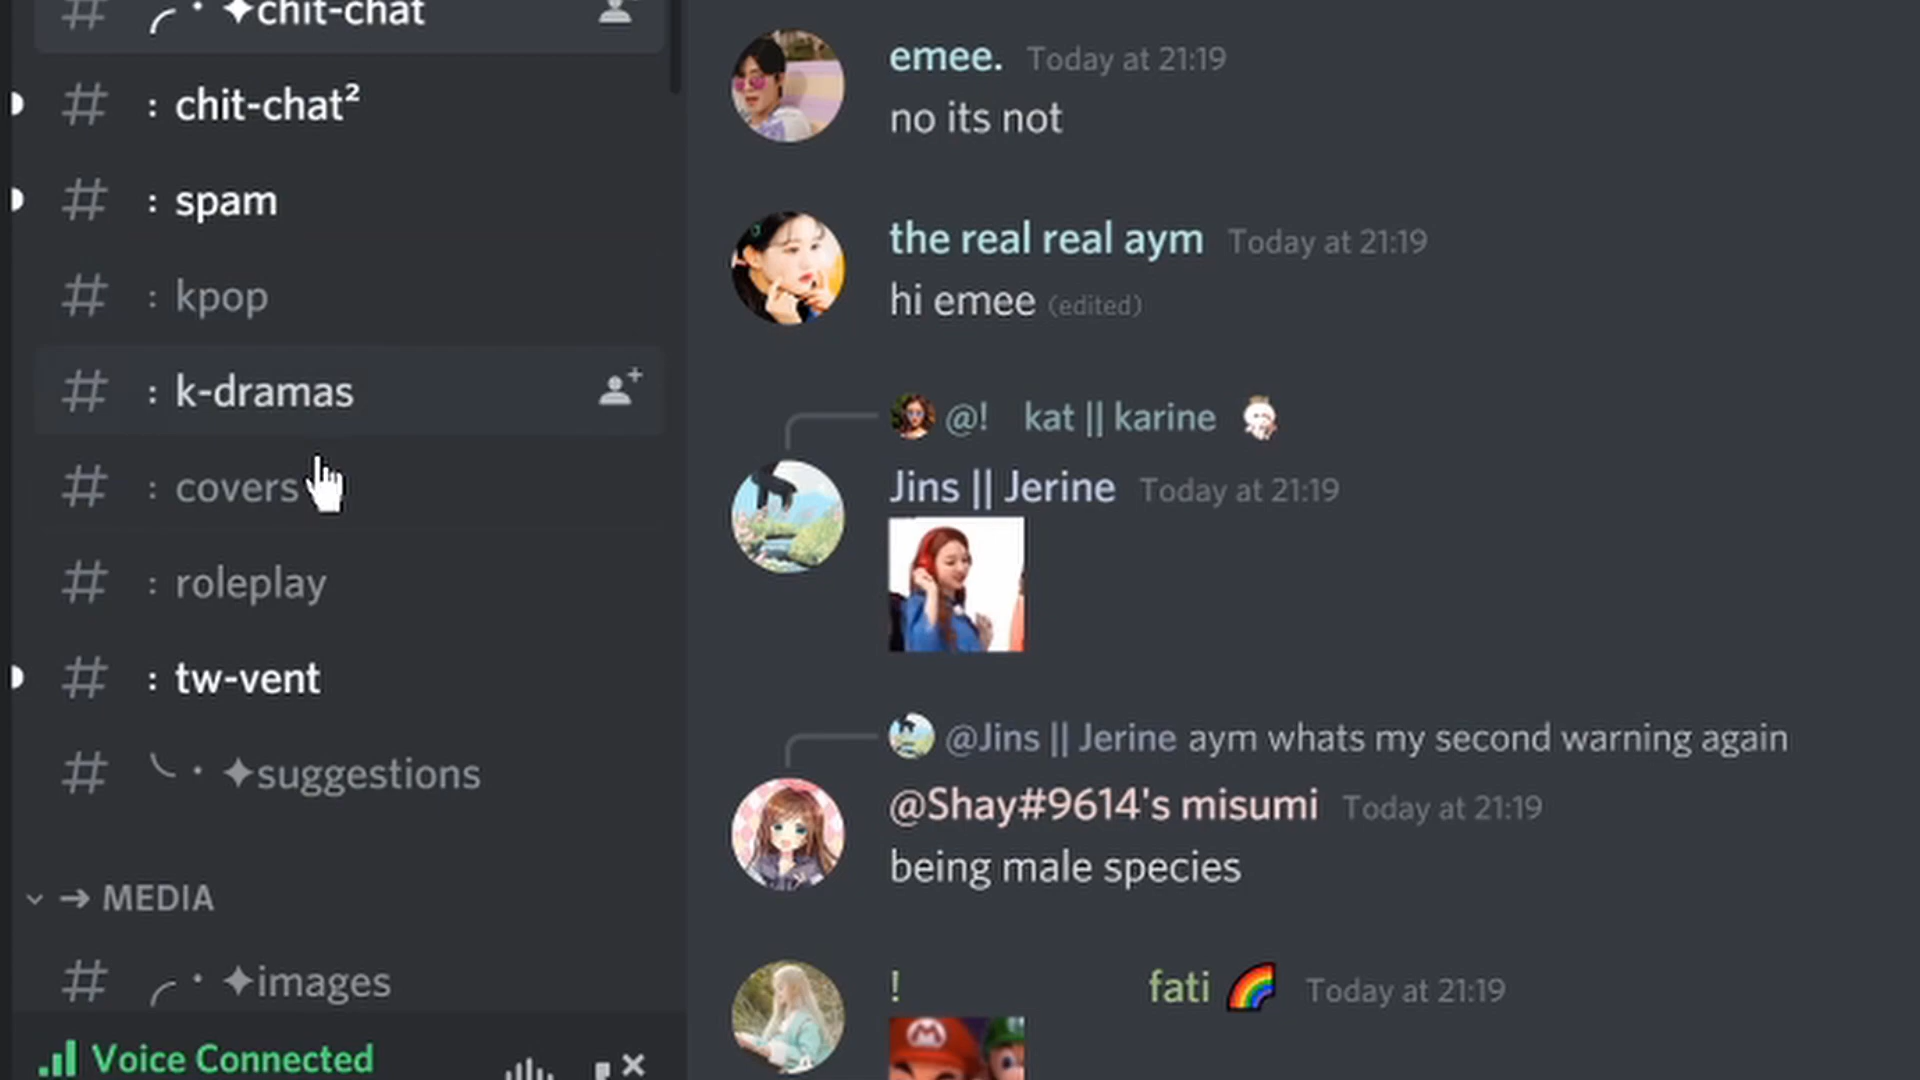 # ╭ · ✦chit-chat
# : chit-chat²
# : spam
# : kpop
# : k-dramas
# : covers
# : roleplay
# : tw-vent
# ╰ · ✦suggestions
→ MEDIA
# ╭ · ✦images
Voice Connected
emee. Today at 21:19
no its not
the real real aym Today at 21:19
hi emee (edited)
@! kat || karine
Jins || Jerine Today at 21:19
@Jins || Jerine aym whats my second warning again
@Shay#9614's misumi Today at 21:19
being male species
! fati 🌈 Today at 21:19
M